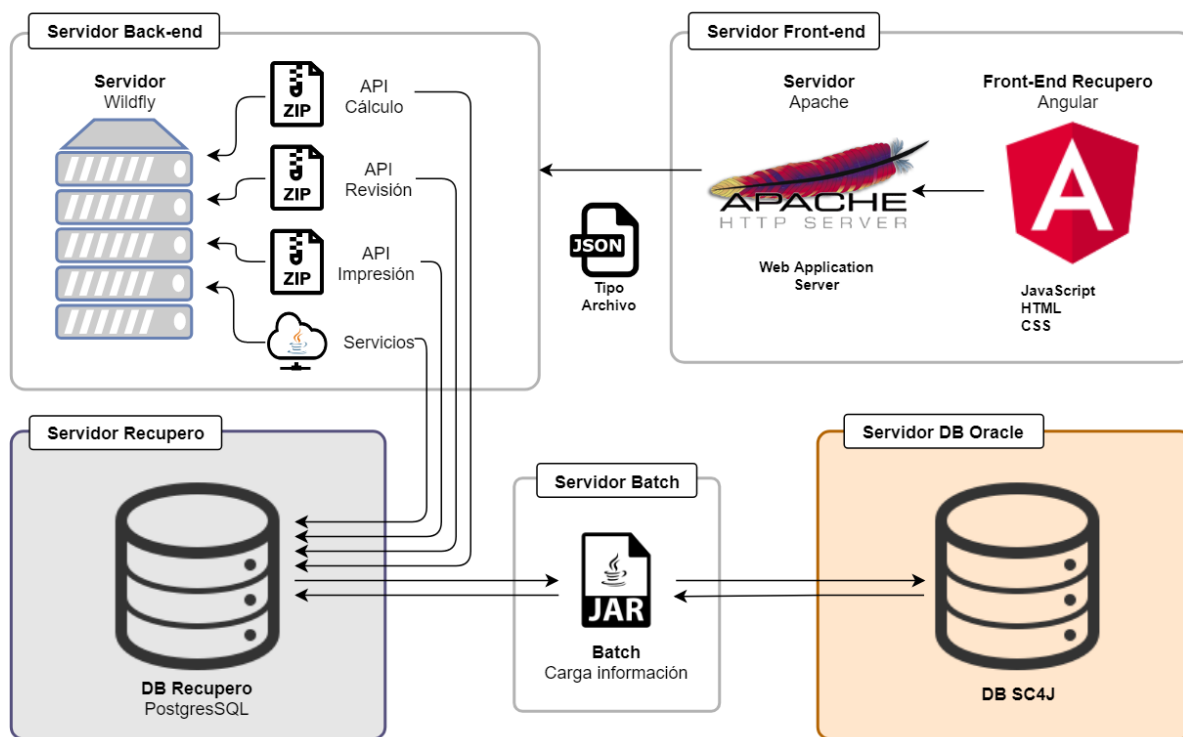 Servidor Back-end
Servidor
Wildfly
ZIP
API
Cálculo
ZIP
API
Revisión
ZIP
API
Impresión
Servicios
Servidor Front-end
Servidor
Apache
APACHE
HTTP SERVER
Web Application
Server
Front-End Recupero
Angular
A
JavaScript
HTML
CSS
JSON
Tipo
Archivo
Servidor Recupero
DB Recupero
PostgresSQL
Servidor Batch
JAR
Batch
Carga información
Servidor DB Oracle
DB SC4J